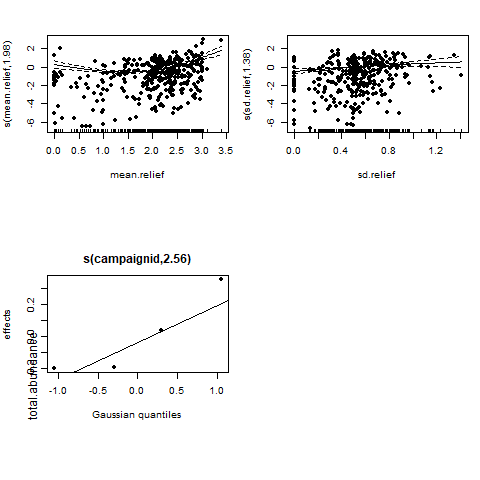 s(mean.relief,1.98)
2
0
-2
-4
-6
0.0 0.5 1.0 1.5 2.0 2.5 3.0 3.5
mean.relief
s(sd.relief,1.38)
2
0
-2
-4
-6
0.0 0.4 0.8 1.2
sd.relief
s(campaignid,2.56)
effects
total.abundance
0.2
-1.0 -0.5 0.0 0.5 1.0
Gaussian quantiles